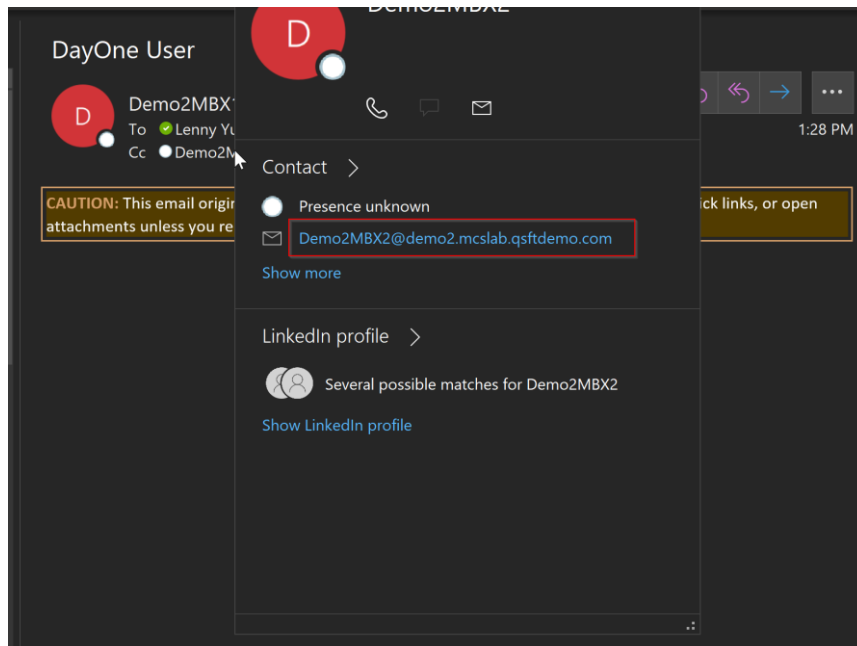 Demo2MBX2
DayOne User
D
D
Demo2MBX1
To Lenny Yu
Cc Demo2M
1:28 PM
Contact
CAUTION: This email origin
ick links, or open
attachments unless you re
Presence unknown
Demo2MBX2@demo2.mcslab.qsftdemo.com
Show more
LinkedIn profile
Several possible matches for Demo2MBX2
Show LinkedIn profile